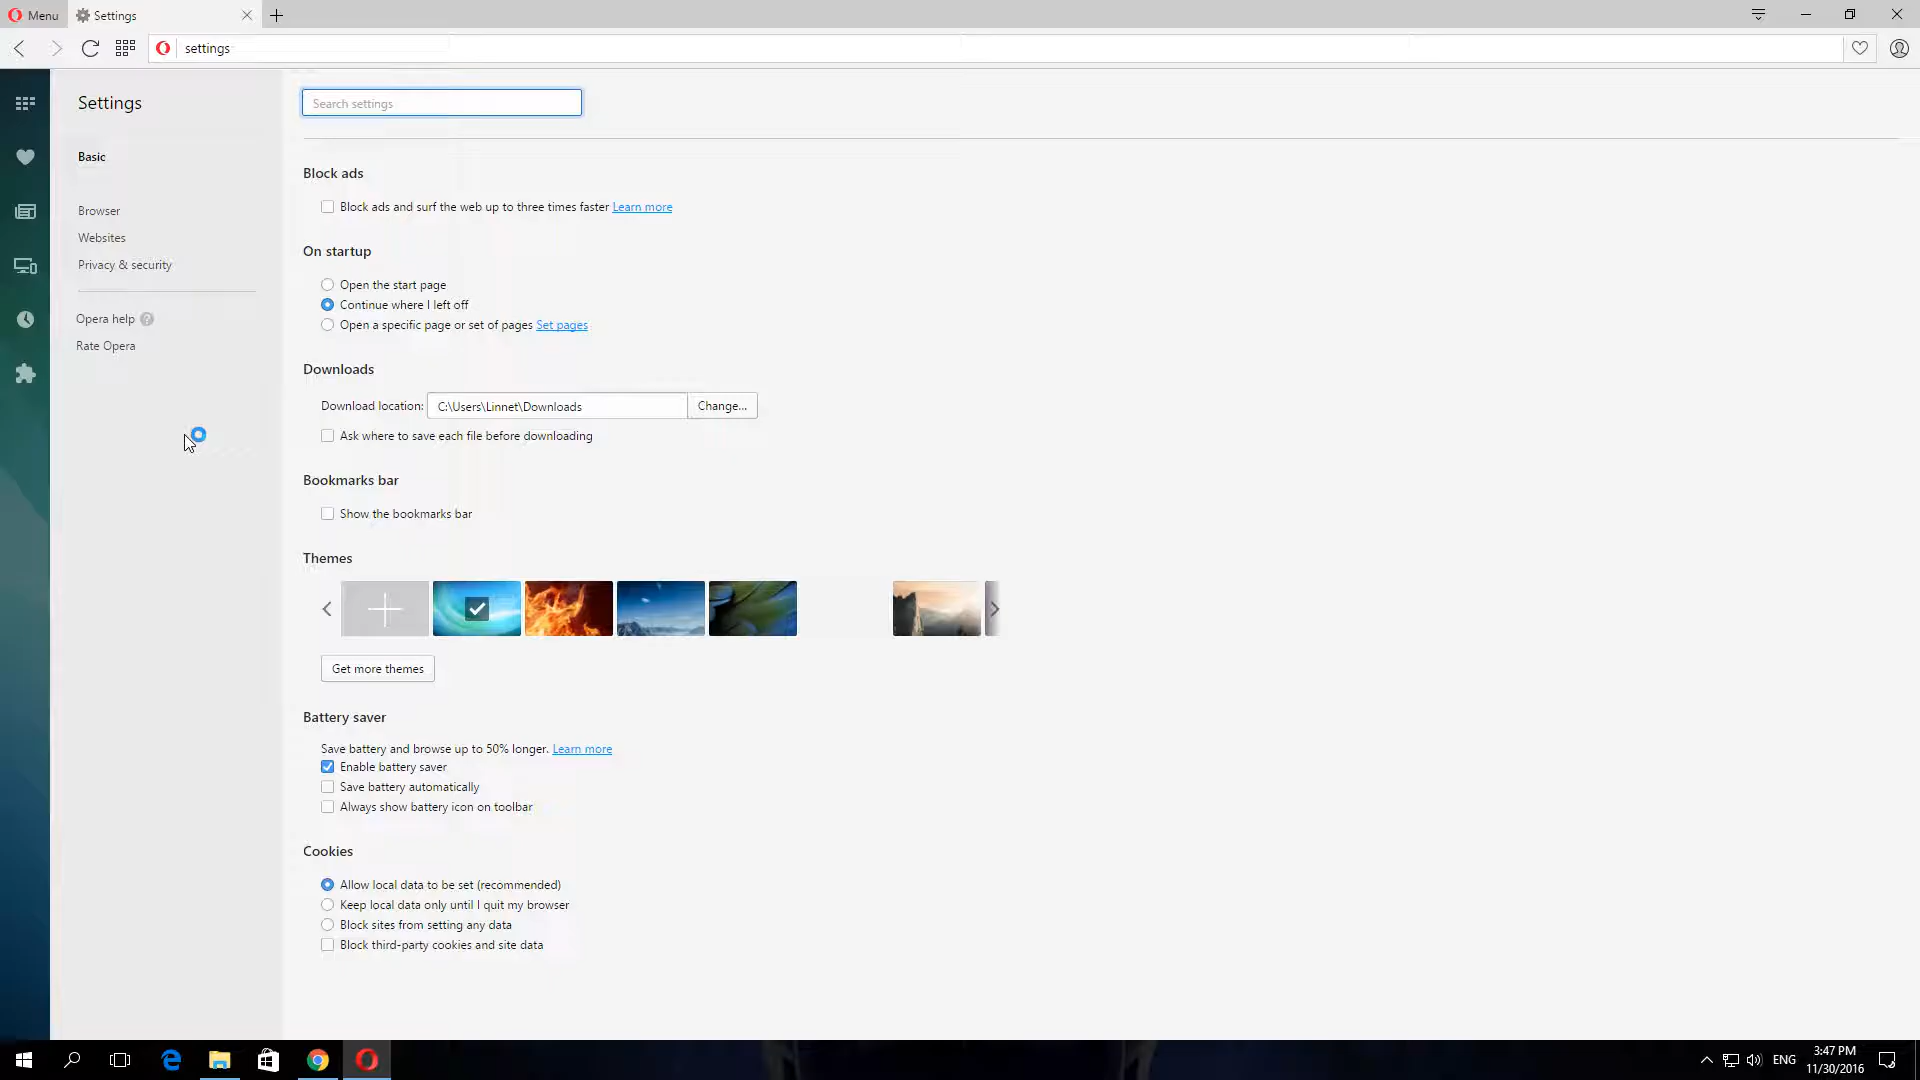 Menu
Settings
settings
Settings
Search settings
Basic
Browser
Websites
Privacy & security
Opera help ?
Rate Opera
Block ads
Block ads and surf the web up to three times faster Learn more
On startup
Open the start page
Continue where I left off
Open a specific page or set of pages Set pages
Downloads
Download location: C:\Users\Linnet\Downloads Change...
Ask where to save each file before downloading
Bookmarks bar
Show the bookmarks bar
Themes
Get more themes
Battery saver
Save battery and browse up to 50% longer. Learn more
Enable battery saver
Save battery automatically
Always show battery icon on toolbar
Cookies
Allow local data to be set (recommended)
Keep local data only until I quit my browser
Block sites from setting any data
Block third-party cookies and site data
ENG
3:47 PM
11/30/2016